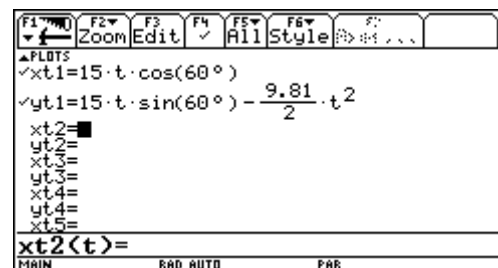 F1 F2 Zoom F3 Edit F4 ✓ F5 All F6 Style F7
▲PLOTS
✓xt1=15·t·cos(60°)
✓yt1=15·t·sin(60°)-9.81/2·t²
xt2=
yt2=
xt3=
yt3=
xt4=
yt4=
xt5=
xt2(t)=
MAIN RAD AUTO PAR